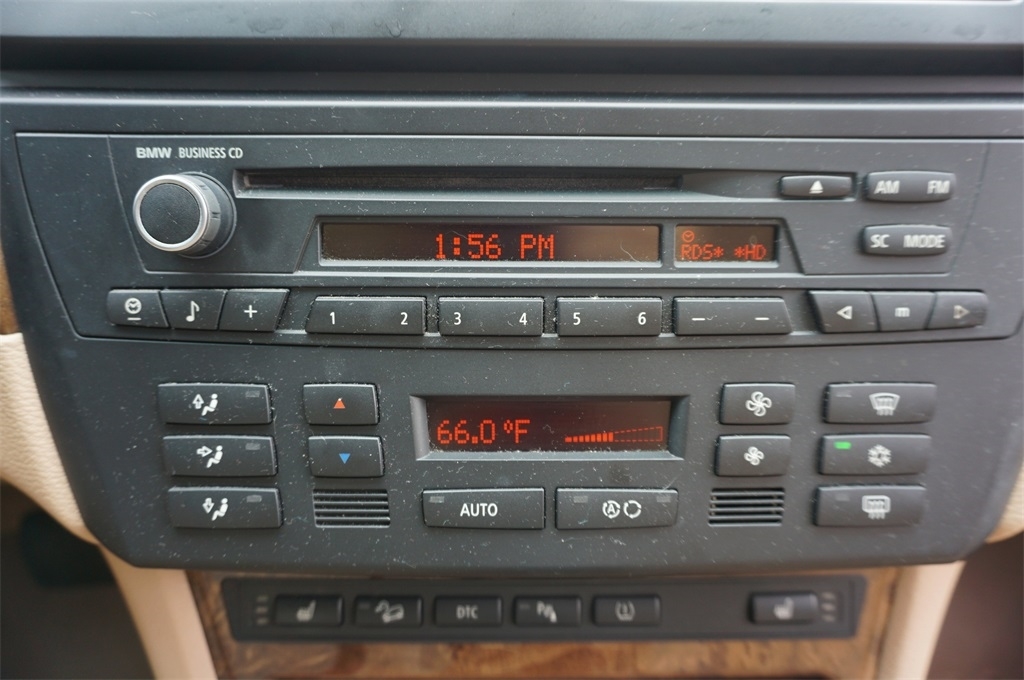 BMW BUSINESS CD
AM FM
1:56 PM
RDS* *HD
SC MODE
+ 1 2 3 4 5 6 — — m
66.0 °F
AUTO
A
DTC